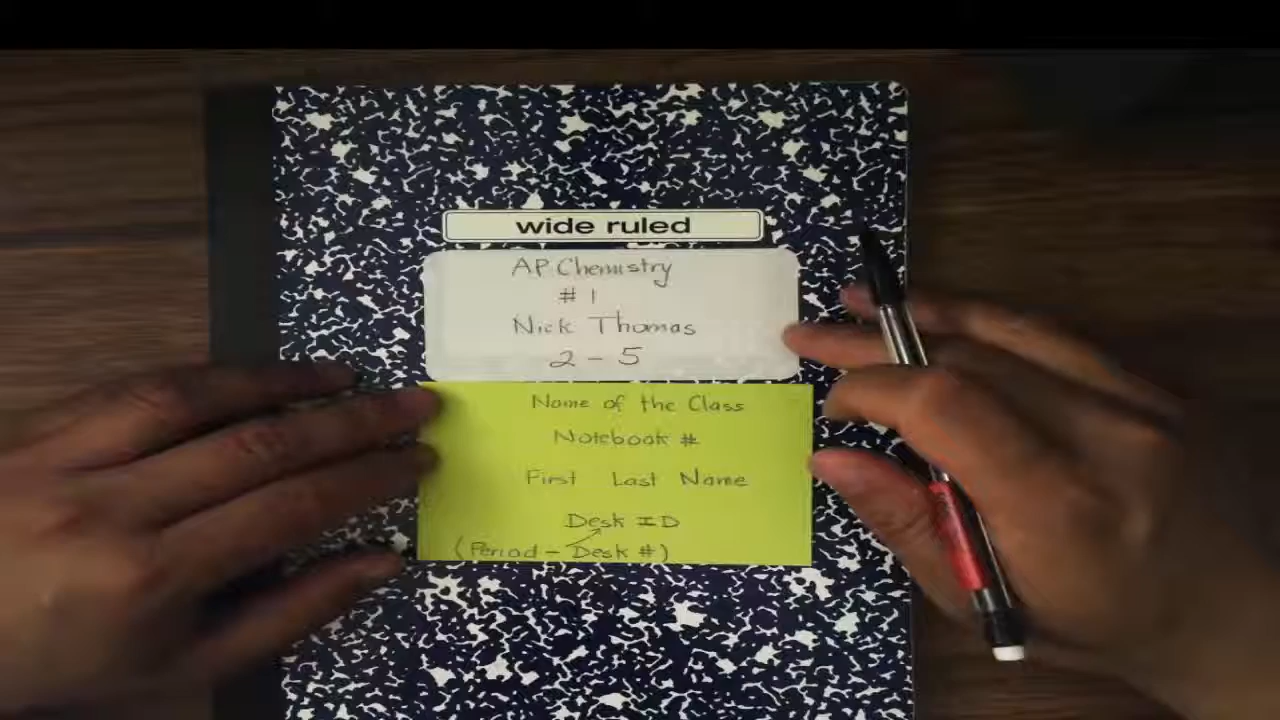 wide ruled
AP Chemistry
# 1
Nick Thomas
2 - 5
Name of the Class
Notebook #
First Last Name
Desk ID
(Period - Desk #)